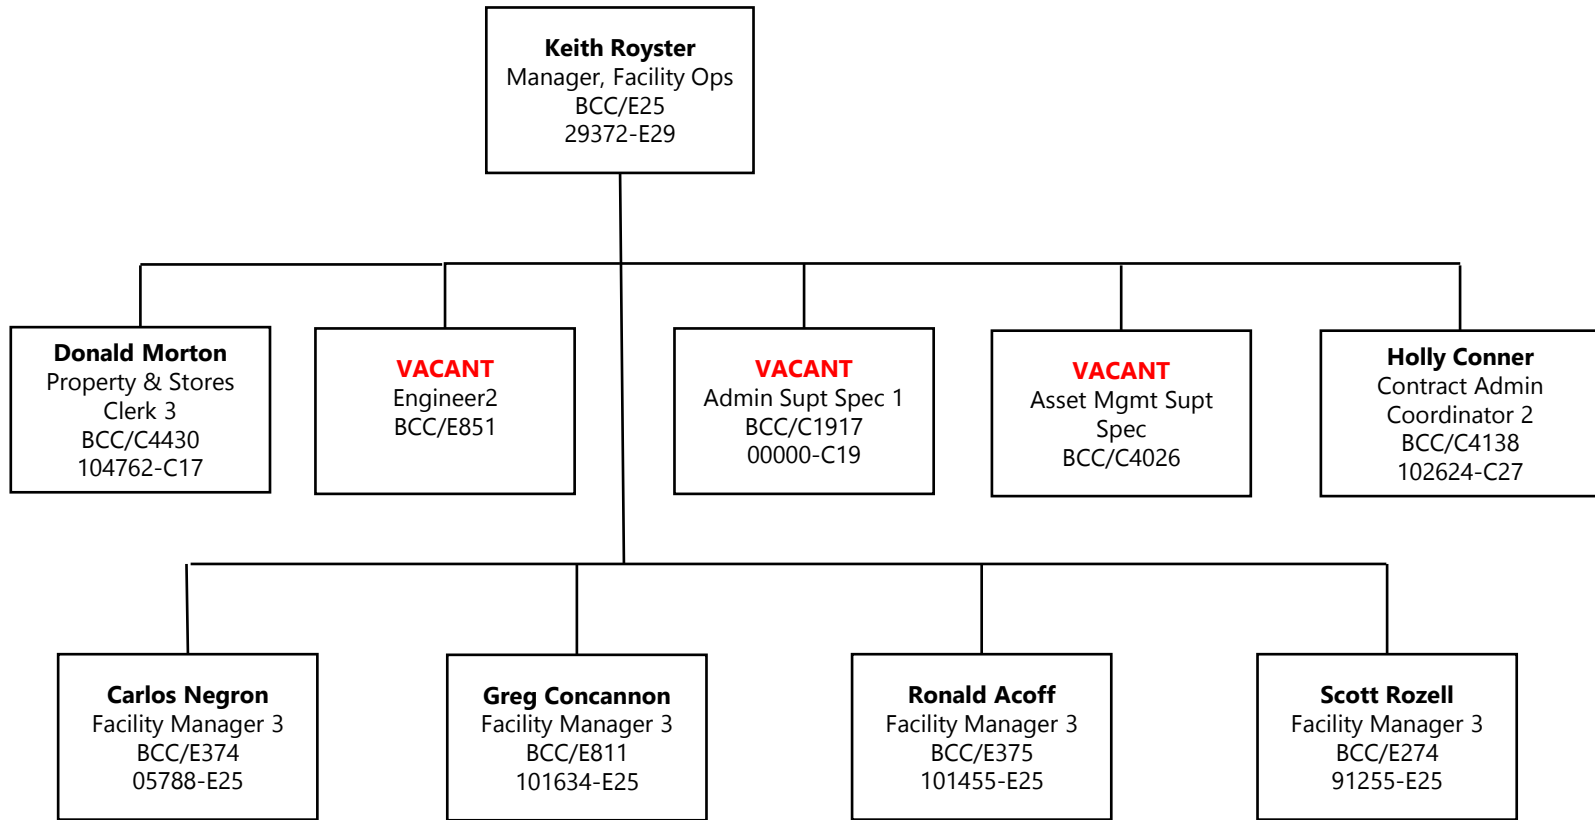 Keith Royster
Manager, Facility Ops
BCC/E25
29372-E29
Donald Morton
Property & Stores
Clerk 3
BCC/C4430
104762-C17
VACANT
Engineer2
BCC/E851
VACANT
Admin Supt Spec 1
BCC/C1917
00000-C19
VACANT
Asset Mgmt Supt
Spec
BCC/C4026
Holly Conner
Contract Admin
Coordinator 2
BCC/C4138
102624-C27
Carlos Negron
Facility Manager 3
BCC/E374
05788-E25
Greg Concannon
Facility Manager 3
BCC/E811
101634-E25
Ronald Acoff
Facility Manager 3
BCC/E375
101455-E25
Scott Rozell
Facility Manager 3
BCC/E274
91255-E25